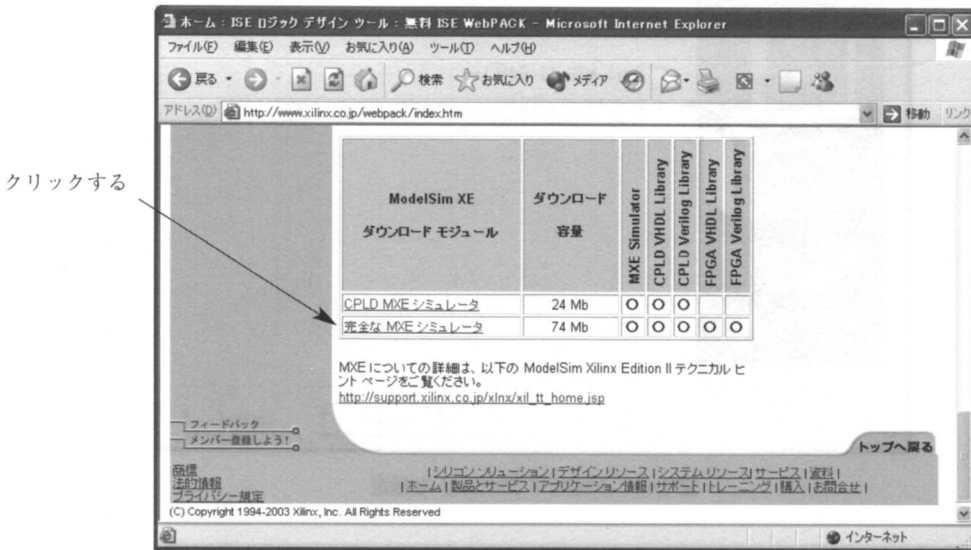 ホーム : ISE ロジック デザイン ツール : 無料 ISE WebPACK - Microsoft Internet Explorer
ファイル(F) 編集(E) 表示(V) お気に入り(A) ツール(T) ヘルプ(H)
戻る 検索 お気に入り メディア
アドレス(D) http://www.xilinx.co.jp/webpack/index.htm 移動 リンク
クリックする
ModelSim XE
ダウンロード モジュール
ダウンロード
容量
MXE Simulator
CPLD VHDL Library
CPLD Verilog Library
FPGA VHDL Library
FPGA Verilog Library
CPLD MXE シミュレータ 24 Mb O O O
完全な MXE シミュレータ 74 Mb O O O O O
MXE についての詳細は、以下の ModelSim Xilinx Edition II テクニカル ヒ
ント ページをご覧ください。
http://support.xilinx.co.jp/xlnx/xil_tt_home.jsp
フィードバック
メンバー登録しよう!
トップへ戻る
商標
法的情報
プライバシー規定
| シリコン ソリューション | デザイン リソース | システム リソース | サービス | 資料 |
| ホーム | 製品とサービス | アプリケーション情報 | サポート | トレーニング | 購入 | お問合せ |
(C) Copyright 1994-2003 Xilinx, Inc. All Rights Reserved
インターネット